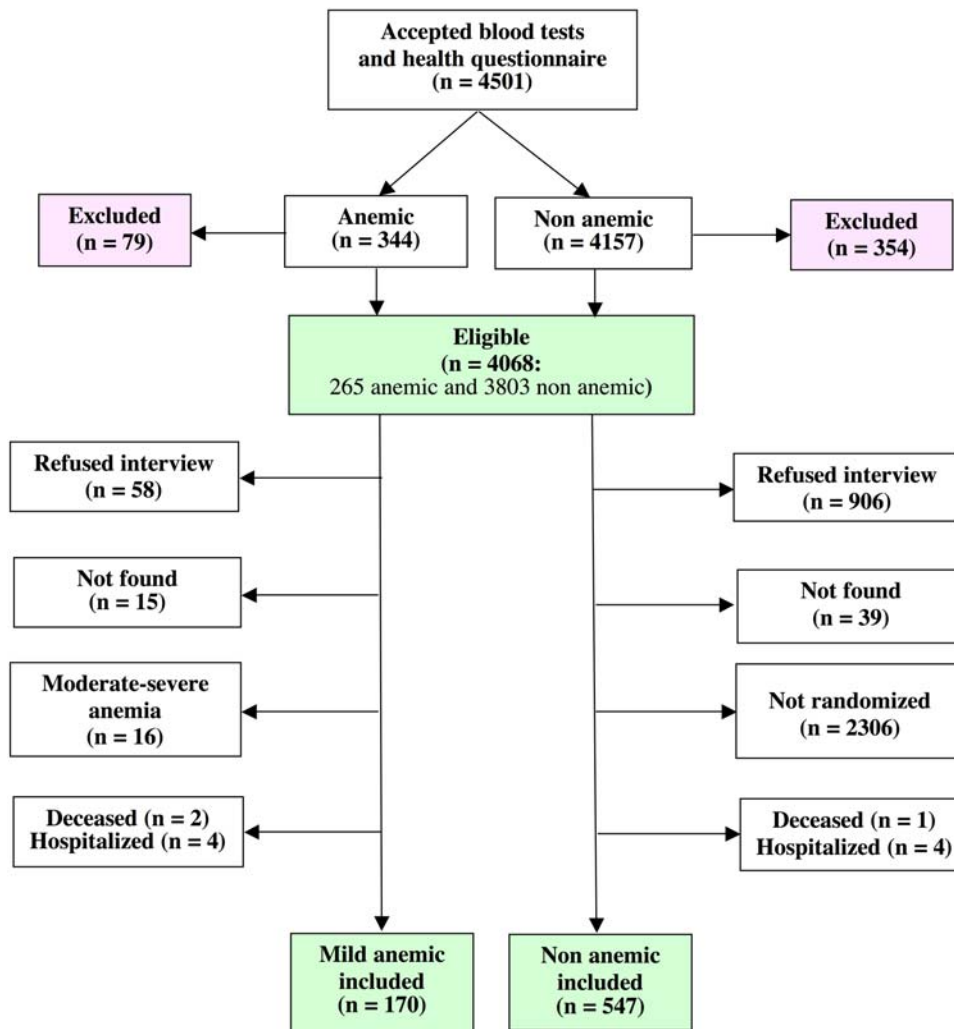 Accepted blood tests
and health questionnaire
(n = 4501)
Excluded
(n = 79)
Anemic
(n = 344)
Non anemic
(n = 4157)
Excluded
(n = 354)
Eligible
(n = 4068:
265 anemic and 3803 non anemic)
Refused interview
(n = 58)
Refused interview
(n = 906)
Not found
(n = 15)
Not found
(n = 39)
Moderate-severe
anemia
(n = 16)
Not randomized
(n = 2306)
Deceased (n = 2)
Hospitalized (n = 4)
Deceased (n = 1)
Hospitalized (n = 4)
Mild anemic
included
(n = 170)
Non anemic
included
(n = 547)